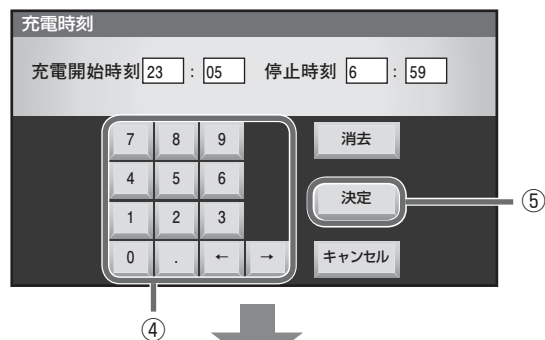 充電時刻
充電開始時刻 23 : 05 停止時刻 6 : 59
7 8 9 消去
4 5 6
決定 ⑤
1 2 3
0 . ← → キャンセル
④